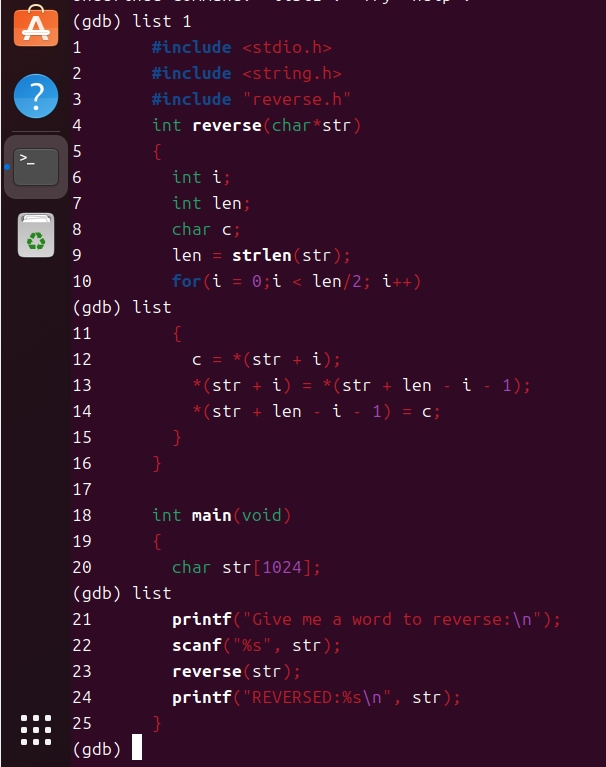 (gdb) list 1
1 #include <stdio.h>
2 #include <string.h>
3 #include "reverse.h"
4 int reverse(char*str)
5 {
6 int i;
7 int len;
8 char c;
9 len = strlen(str);
10 for(i = 0;i < len/2; i++)
(gdb) list
11 {
12 c = *(str + i);
13 *(str + i) = *(str + len - i - 1);
14 *(str + len - i - 1) = c;
15 }
16 }
17
18 int main(void)
19 {
20 char str[1024];
(gdb) list
21 printf("Give me a word to reverse:\n");
22 scanf("%s", str);
23 reverse(str);
24 printf("REVERSED:%s\n", str);
25 }
(gdb)